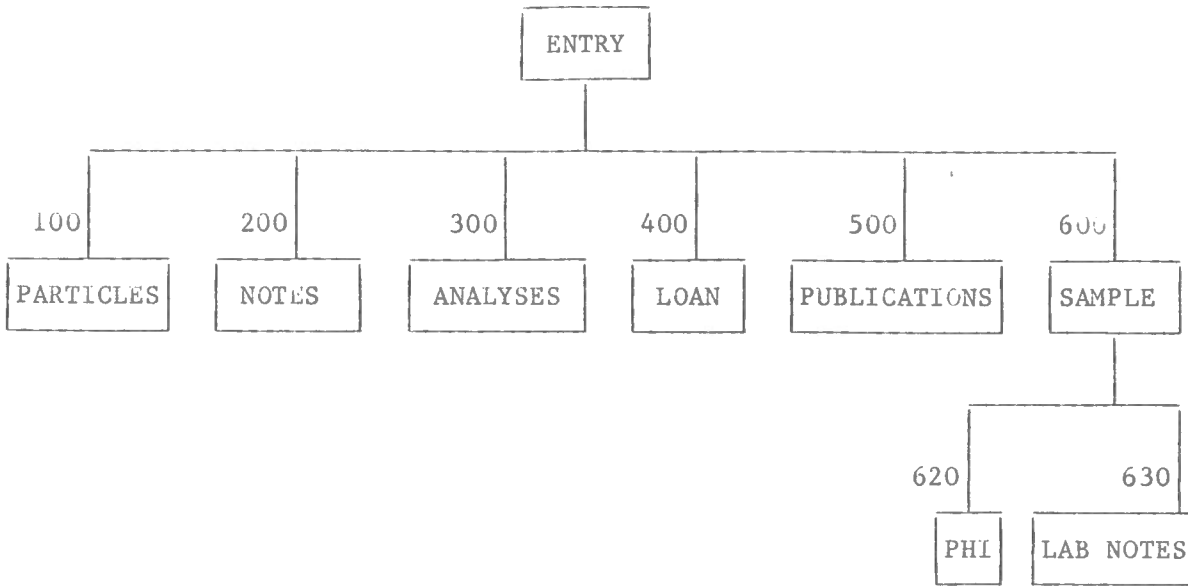 ENTRY
100 200 300 400 500 600
PARTICLES NOTES ANALYSES LOAN PUBLICATIONS SAMPLE
620 630
PHI LAB NOTES